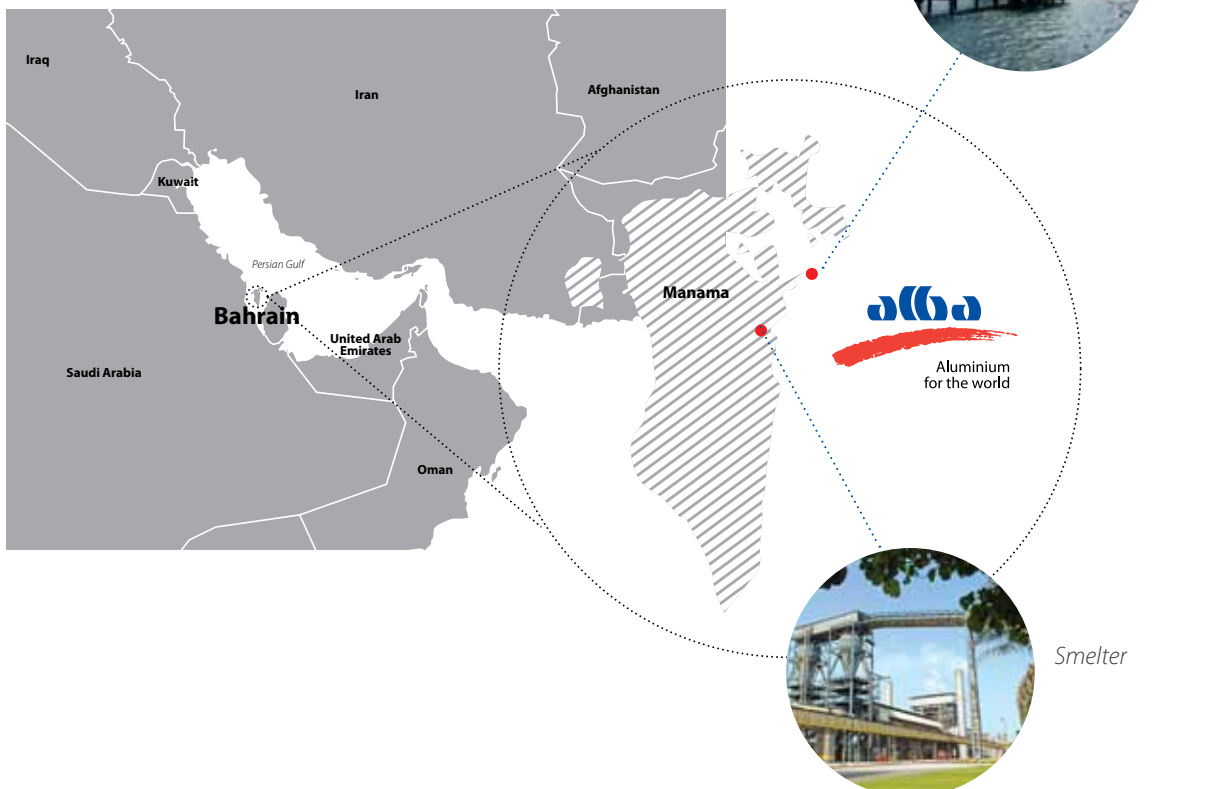 Iraq
Iran
Afghanistan
Kuwait
Persian Gulf
Bahrain
Manama
United Arab
Emirates
Saudi Arabia
Oman
alba
Aluminium
for the world
Smelter